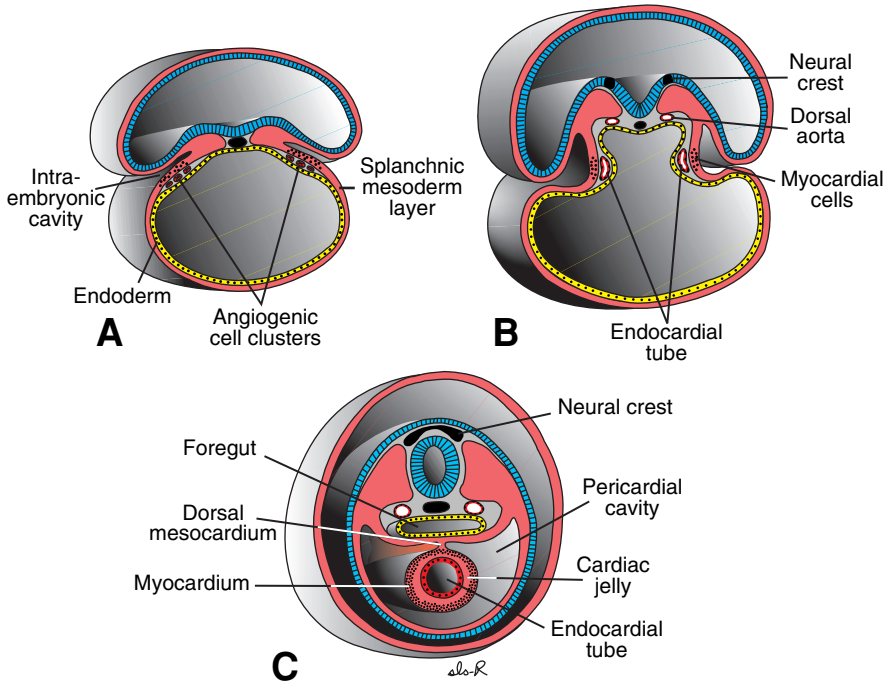 Intra-
embryonic
cavity
Splanchnic
mesoderm
layer
Endoderm
Angiogenic
cell clusters
A
Neural
crest
Dorsal
aorta
Myocardial
cells
Endocardial
tube
B
Neural crest
Foregut
Pericardial
cavity
Dorsal
mesocardium
Myocardium
Cardiac
jelly
Endocardial
tube
C
sls-R